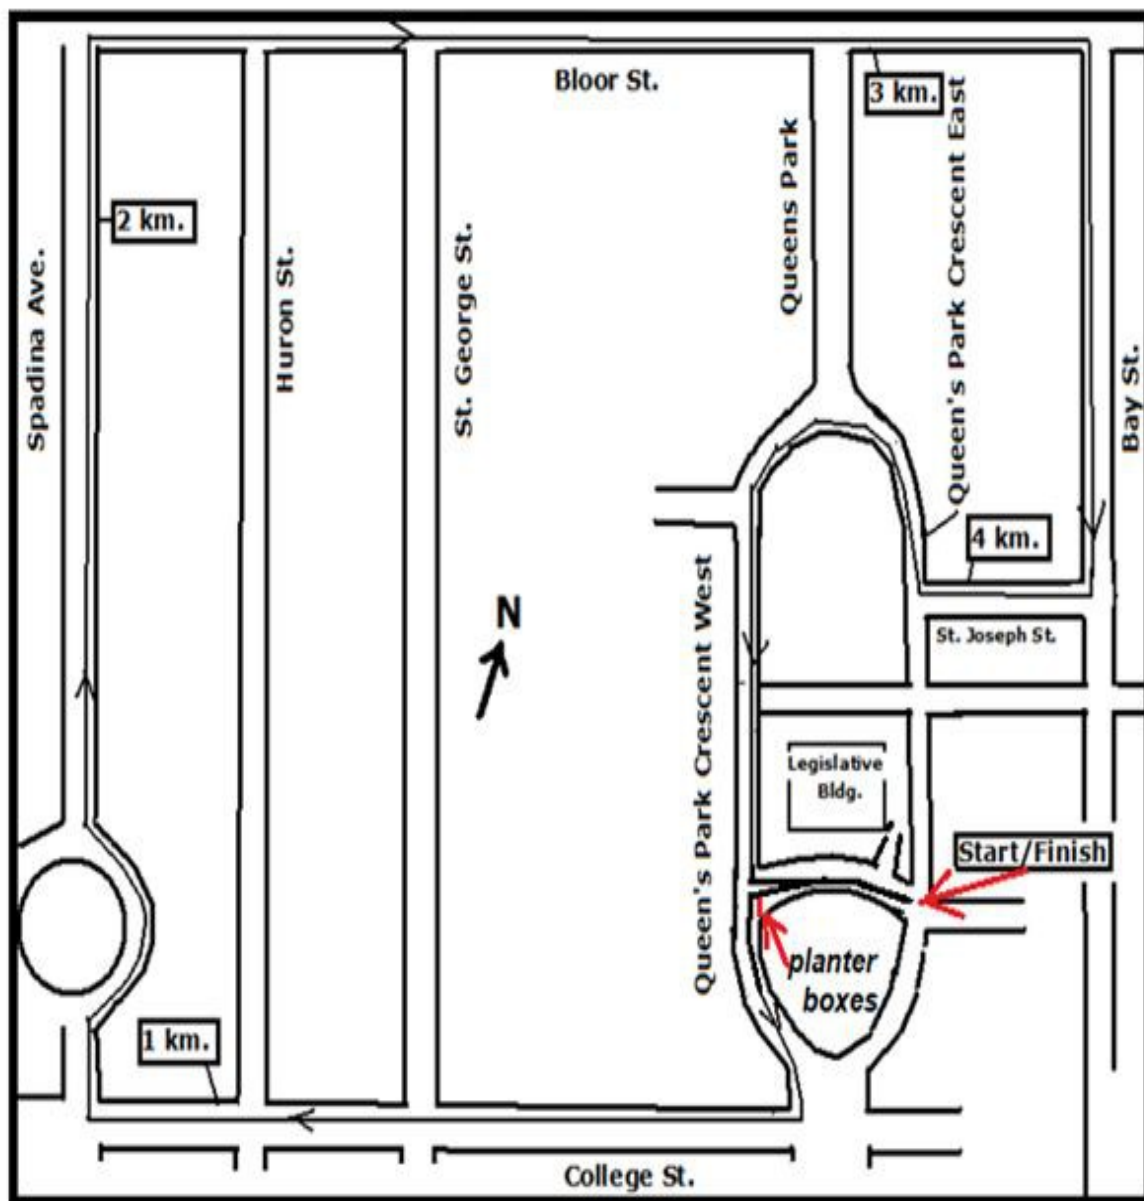 Bloor St.
3 km.
Queens Park
Queen's Park Crescent East
2 km.
Spadina Ave.
Huron St.
St. George St.
Bay St.
4 km.
N
Queen's Park Crescent West
St. Joseph St.
Legislative
Bldg.
Start/Finish
planter
boxes
1 km.
College St.